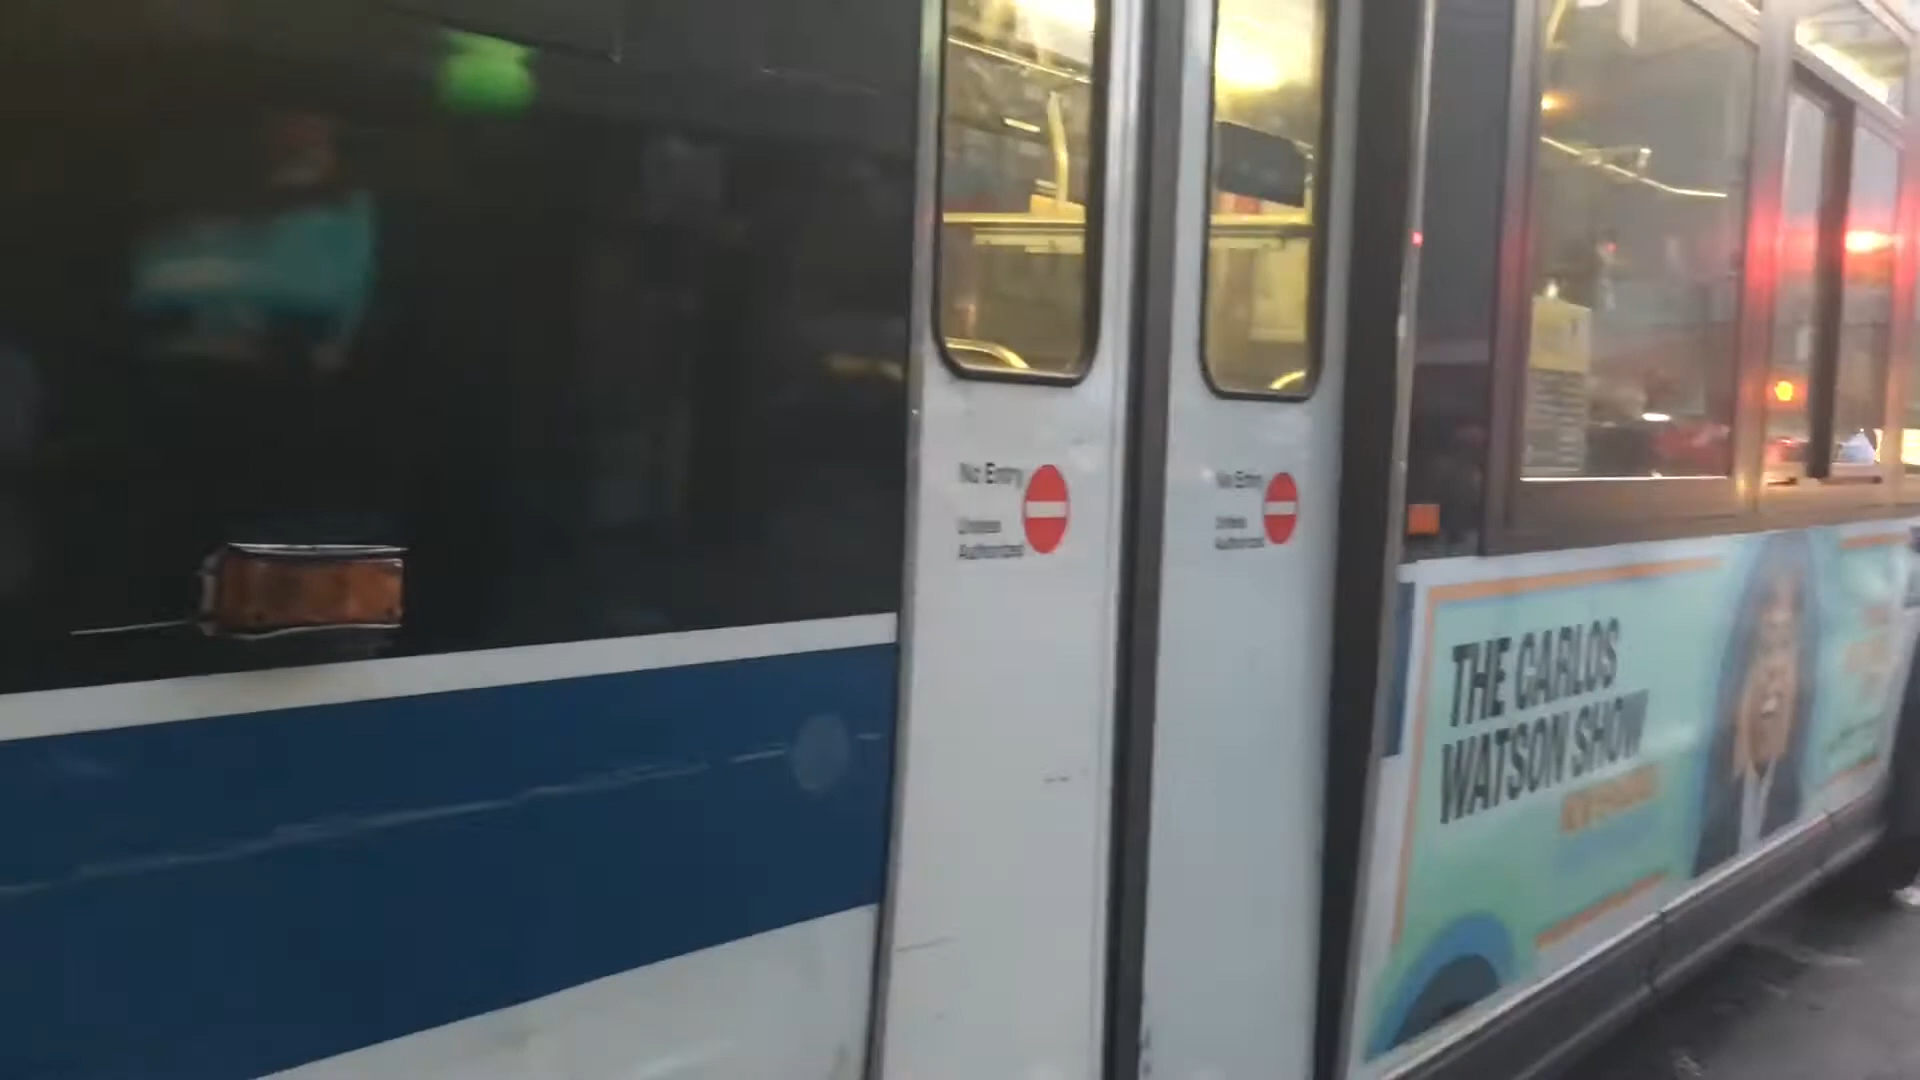 No Entry
Unless
Authorized
No Entry
Unless
Authorized
THE CARLOS
WATSON SHOW